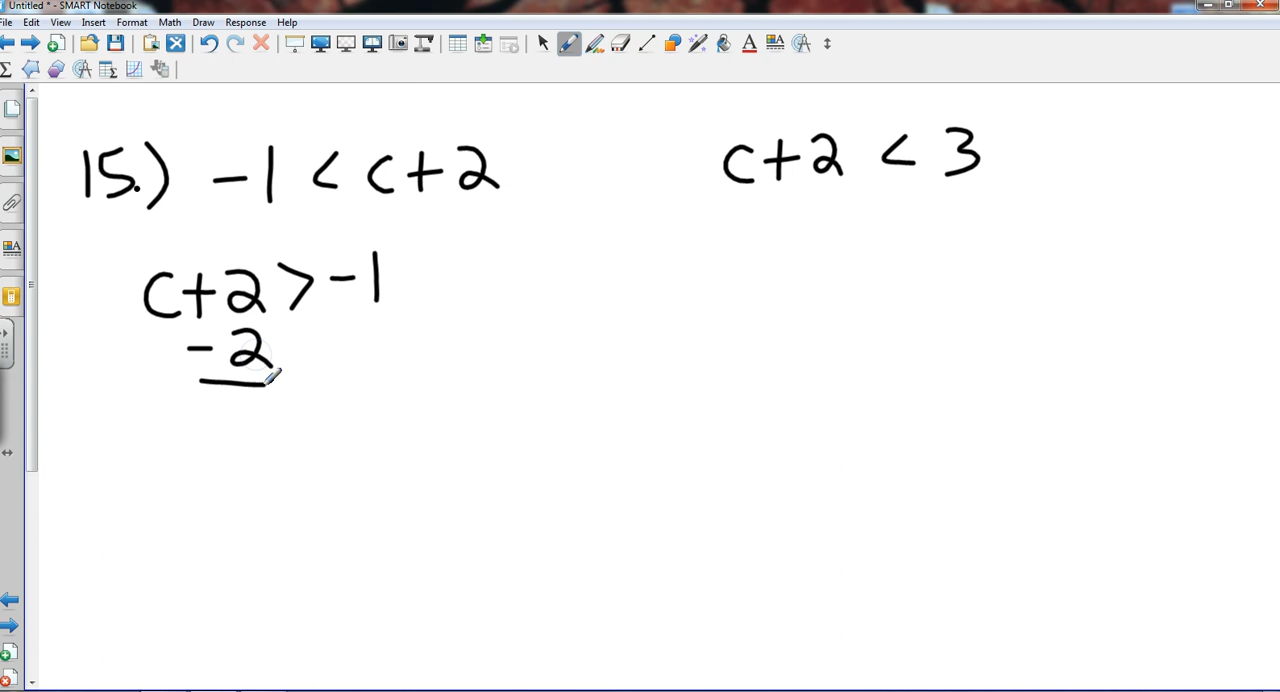 Untitled * - SMART Notebook
File Edit View Insert Format Math Draw Response Help
15.) -1 < c+2
c+2 < 3
c+2 > -1
- 2